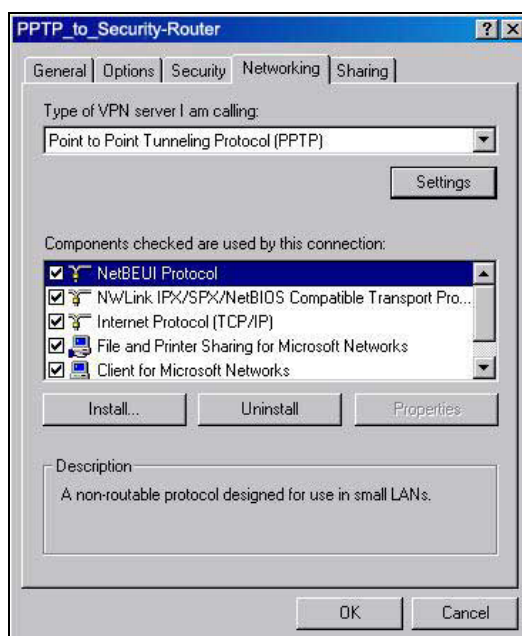 PPTP_to_Security-Router
General Options Security Networking Sharing
Type of VPN server I am calling:
Point to Point Tunneling Protocol (PPTP)
Settings
Components checked are used by this connection:
NetBEUI Protocol
NWLink IPX/SPX/NetBIOS Compatible Transport Pro...
Internet Protocol (TCP/IP)
File and Printer Sharing for Microsoft Networks
Client for Microsoft Networks
Install... Uninstall Properties
Description
A non-routable protocol designed for use in small LANs.
OK Cancel